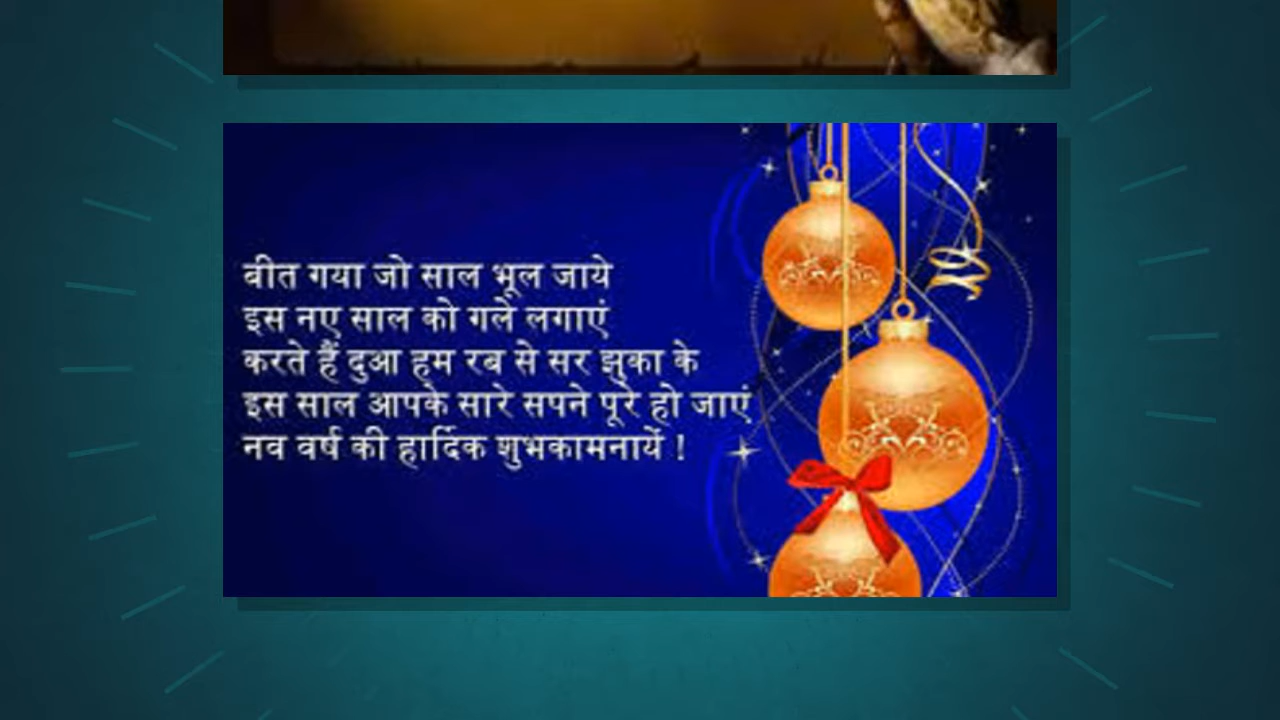 बीत गया जो साल भूल जाये
इस नए साल को गले लगाएं
करते हैं दुआ हम रब से सर झुका के
इस साल आपके सारे सपने पूरे हो जाएं
नव वर्ष की हार्दिक शुभकामनायें !